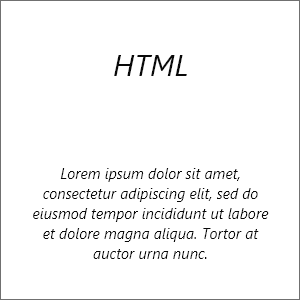 HTML
Lorem ipsum dolor sit amet,
consectetur adipiscing elit, sed do
eiusmod tempor incididunt ut labore
et dolore magna aliqua. Tortor at
auctor urna nunc.